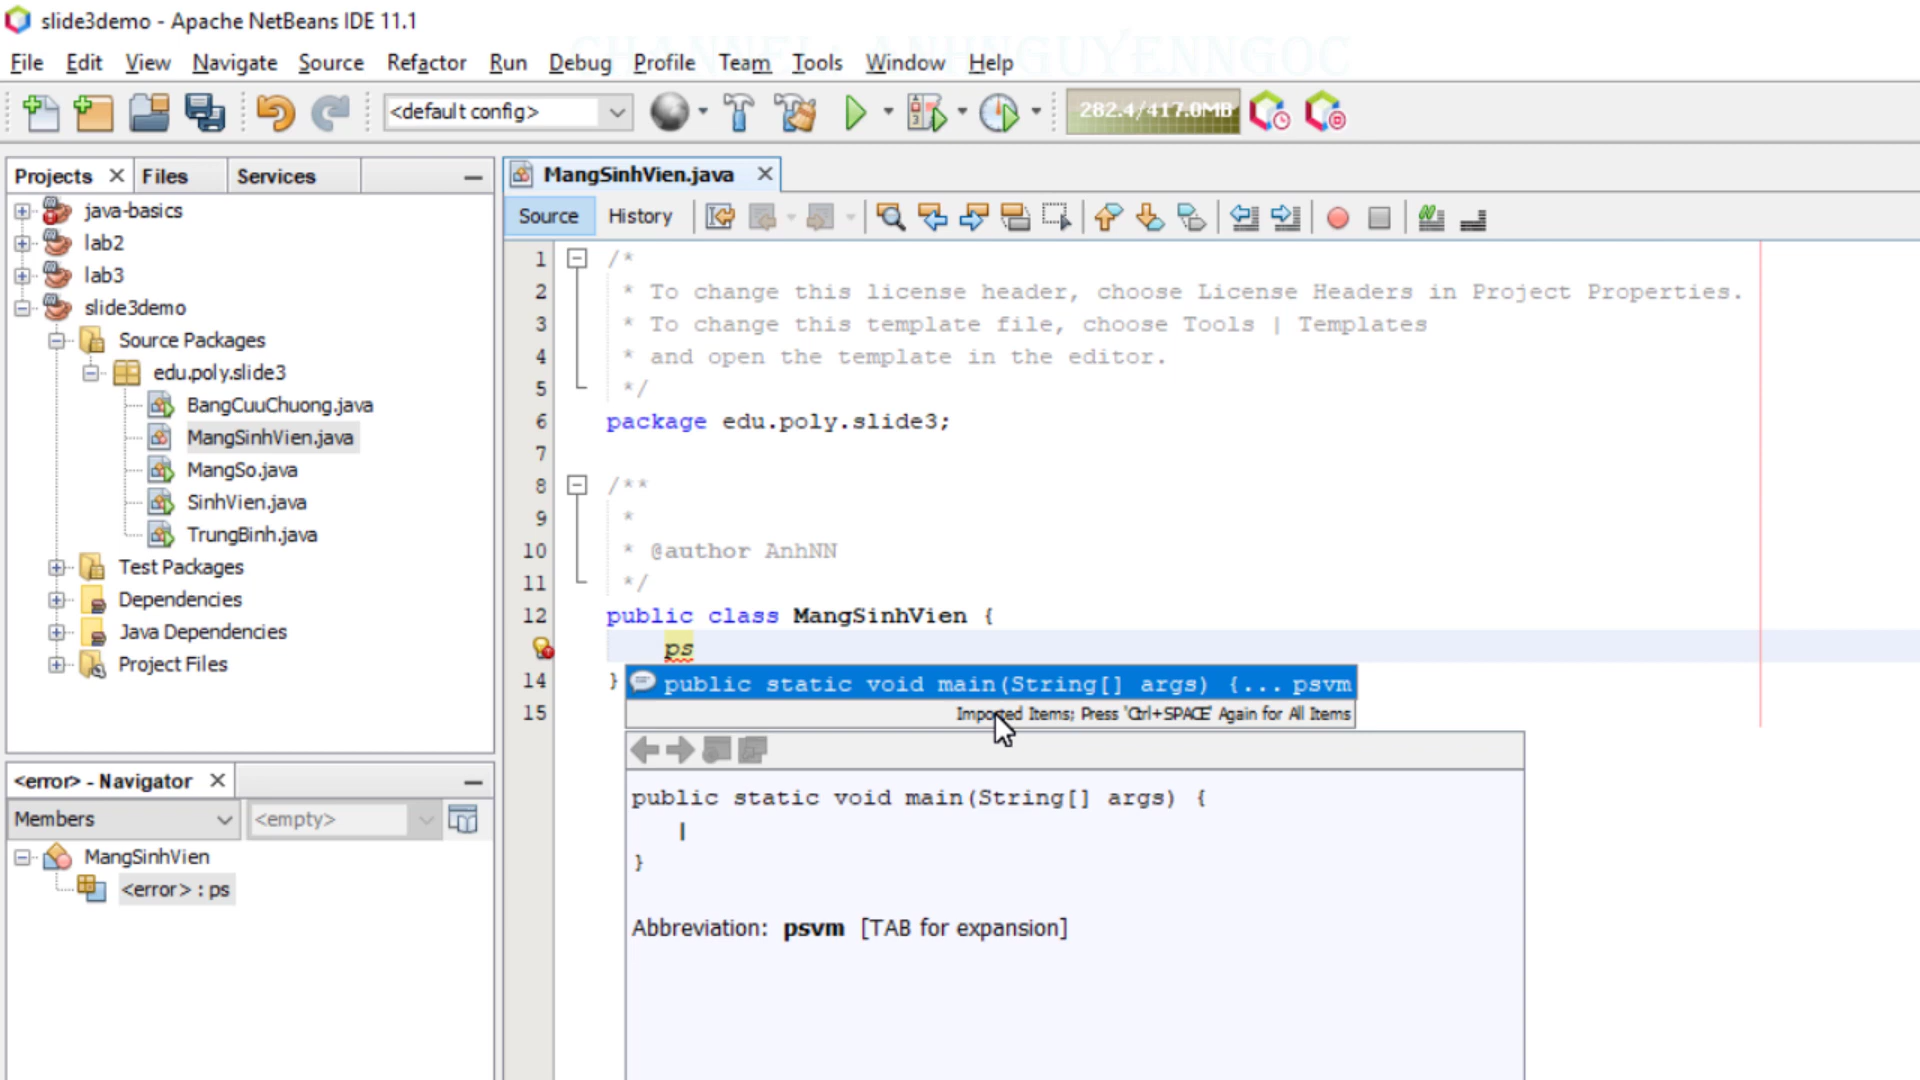 slide3demo - Apache NetBeans IDE 11.1
CHANNEL: ANHNGUYENNGOC
File Edit View Navigate Source Refactor Run Debug Profile Team Tools Window Help
<default config>
282.4/417.0MB
Projects Files Services
java-basics
lab2
lab3
slide3demo
Source Packages
edu.poly.slide3
BangCuuChuong.java
MangSinhVien.java
MangSo.java
SinhVien.java
TrungBinh.java
Test Packages
Dependencies
Java Dependencies
Project Files
<error> - Navigator
Members <empty>
MangSinhVien
<error> : ps
MangSinhVien.java
Source History
1 /*
2 * To change this license header, choose License Headers in Project Properties.
3 * To change this template file, choose Tools | Templates
4 * and open the template in the editor.
5 */
6 package edu.poly.slide3;
7
8 /**
9 *
10 * @author AnhNN
11 */
12 public class MangSinhVien {
ps
14 }
15
public static void main(String[] args) {... psvm
Imported Items; Press 'Ctrl+SPACE' Again for All Items
public static void main(String[] args) {
|
}
Abbreviation: psvm [TAB for expansion]